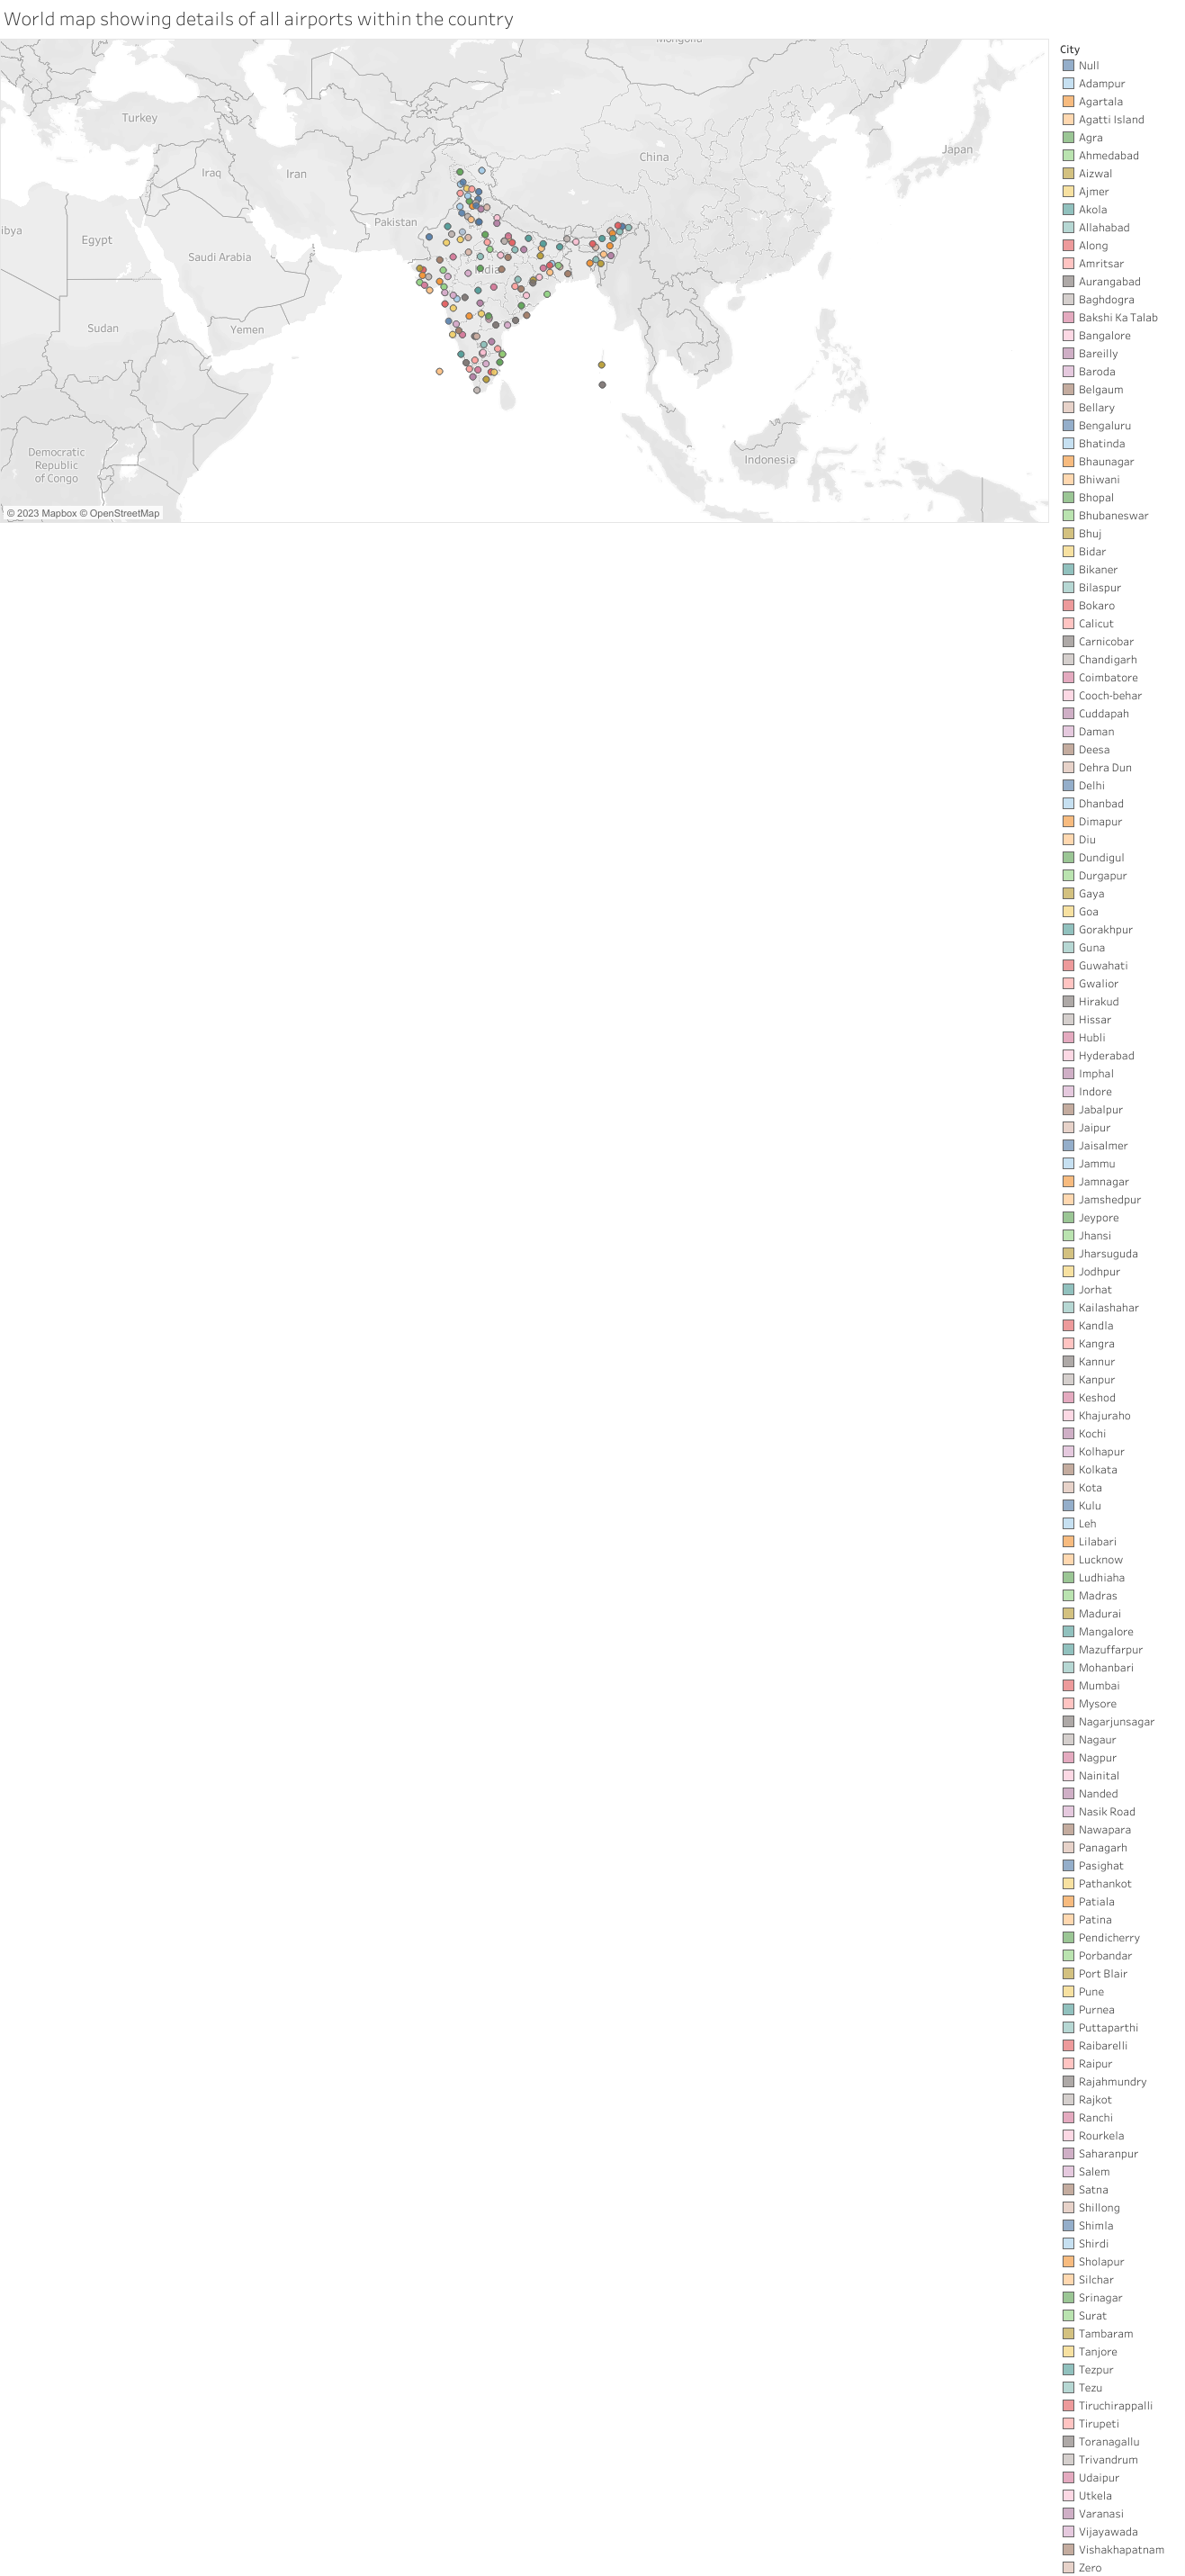 World map showing details of all airports within the country
Mongolia
Turkey
Japan
China
Iraq
Iran
Pakistan
ibya
Egypt
Saudi Arabia
India
Sudan
Yemen
Democratic
Republic
of Congo
Indonesia
© 2023 Mapbox © OpenStreetMap
City
Null
Adampur
Agartala
Agatti Island
Agra
Ahmedabad
Aizwal
Ajmer
Akola
Allahabad
Along
Amritsar
Aurangabad
Baghdogra
Bakshi Ka Talab
Bangalore
Bareilly
Baroda
Belgaum
Bellary
Bengaluru
Bhatinda
Bhaunagar
Bhiwani
Bhopal
Bhubaneswar
Bhuj
Bidar
Bikaner
Bilaspur
Bokaro
Calicut
Carnicobar
Chandigarh
Coimbatore
Cooch-behar
Cuddapah
Daman
Deesa
Dehra Dun
Delhi
Dhanbad
Dimapur
Diu
Dundigul
Durgapur
Gaya
Goa
Gorakhpur
Guna
Guwahati
Gwalior
Hirakud
Hissar
Hubli
Hyderabad
Imphal
Indore
Jabalpur
Jaipur
Jaisalmer
Jammu
Jamnagar
Jamshedpur
Jeypore
Jhansi
Jharsuguda
Jodhpur
Jorhat
Kailashahar
Kandla
Kangra
Kannur
Kanpur
Keshod
Khajuraho
Kochi
Kolhapur
Kolkata
Kota
Kulu
Leh
Lilabari
Lucknow
Ludhiaha
Madras
Madurai
Mangalore
Mazuffarpur
Mohanbari
Mumbai
Mysore
Nagarjunsagar
Nagaur
Nagpur
Nainital
Nanded
Nasik Road
Nawapara
Panagarh
Pasighat
Pathankot
Patiala
Patina
Pendicherry
Porbandar
Port Blair
Pune
Purnea
Puttaparthi
Raibarelli
Raipur
Rajahmundry
Rajkot
Ranchi
Rourkela
Saharanpur
Salem
Satna
Shillong
Shimla
Shirdi
Sholapur
Silchar
Srinagar
Surat
Tambaram
Tanjore
Tezpur
Tezu
Tiruchirappalli
Tirupeti
Toranagallu
Trivandrum
Udaipur
Utkela
Varanasi
Vijayawada
Vishakhapatnam
Zero